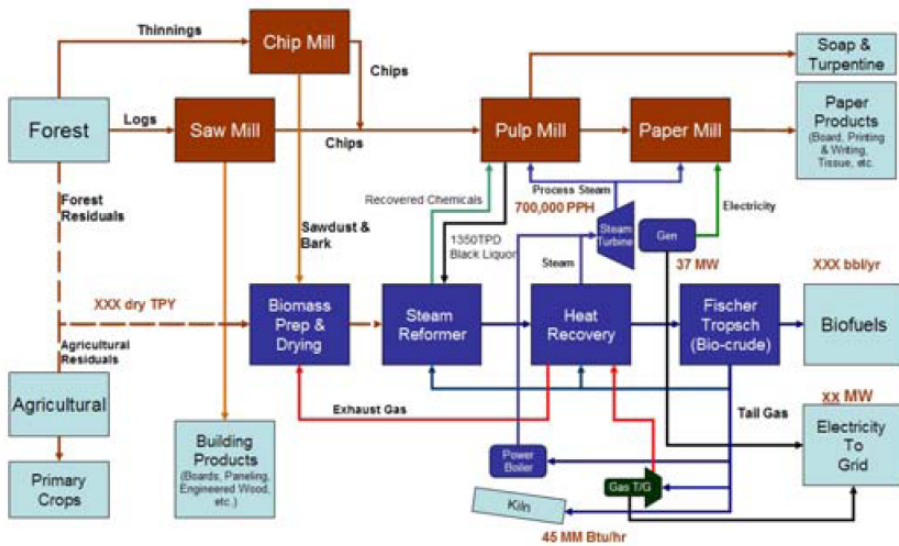 Thinnings
Chip Mill
Chips
Soap &
Turpentine
Forest
Logs
Saw Mill
Chips
Pulp Mill
Paper Mill
Paper
Products
(Board, Printing
& Writing,
Tissue, etc.
Forest
Residuals
Sawdust &
Bark
Recovered Chemicals
1350TPD
Black Liquor
Process Steam
700,000 PPH
Steam
Turbine
Steam
Gen
37 MW
Electricity
XXX dry TPY
Agricultural
Residuals
Biomass
Prep &
Drying
Steam
Reformer
Heat
Recovery
Fischer
Tropsch
(Bio-crude)
XXX bbl/yr
Biofuels
Agricultural
Primary
Crops
Exhaust Gas
Building
Products
(Boards, Paneling,
Engineered Wood,
etc.)
Power
Boiler
Gas T/G
Kiln
45 MM Btu/hr
Tail Gas
xx MW
Electricity
To
Grid